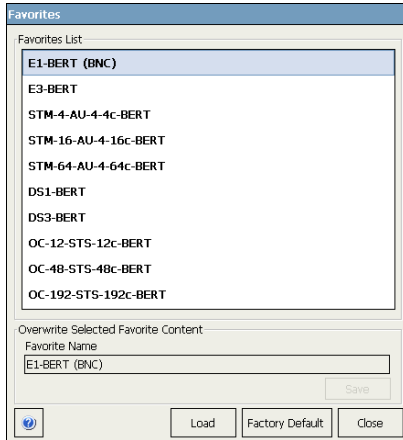 Favorites
Favorites List
E1-BERT (BNC)
E3-BERT
STM-4-AU-4-4c-BERT
STM-16-AU-4-16c-BERT
STM-64-AU-4-64c-BERT
DS1-BERT
DS3-BERT
OC-12-STS-12c-BERT
OC-48-STS-48c-BERT
OC-192-STS-192c-BERT
Overwrite Selected Favorite Content
Favorite Name
E1-BERT (BNC)
Save
? Load Factory Default Close